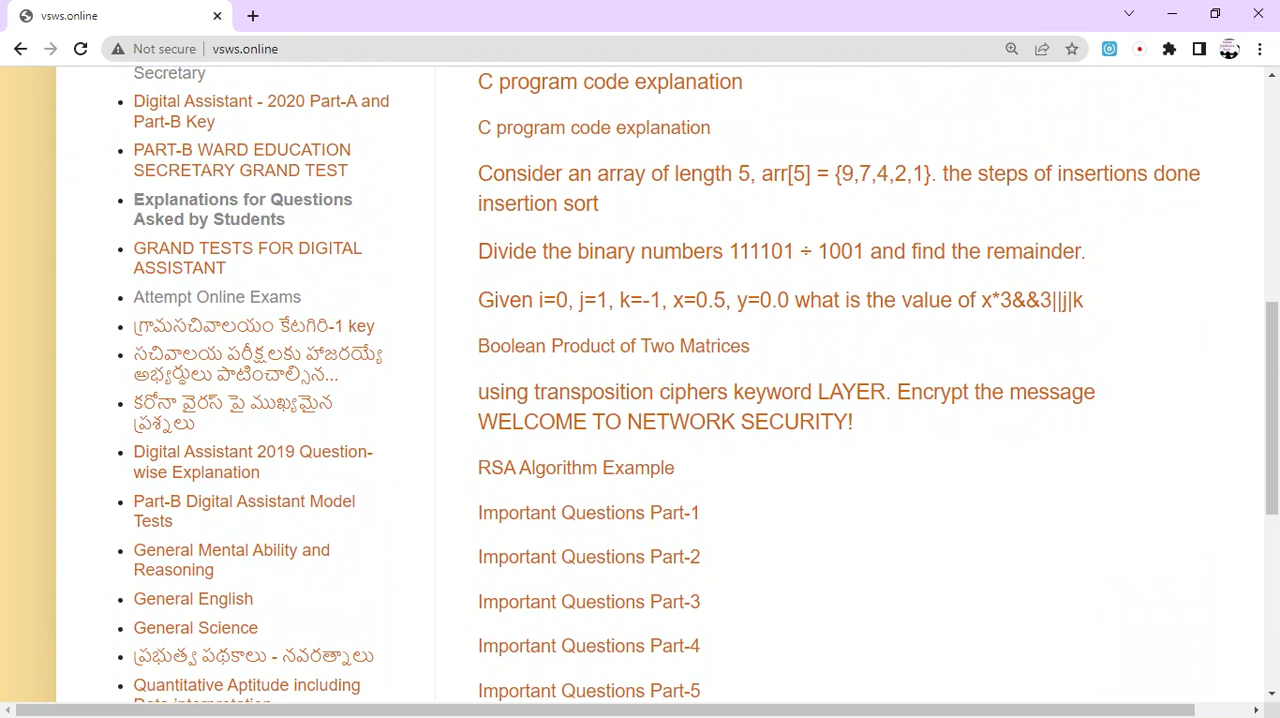 vsws.online
Not secure
vsws.online
Secretary
Digital Assistant - 2020 Part-A and
Part-B Key
PART-B WARD EDUCATION
SECRETARY GRAND TEST
Explanations for Questions
Asked by Students
GRAND TESTS FOR DIGITAL
ASSISTANT
Attempt Online Exams
గ్రామసచివాలయం కేటగిరి-1 key
సచివాలయ పరీక్షలకు హాజరయ్యే
అభ్యర్థులు పాటించాల్సిన...
కరోనా వైరస్ పై ముఖ్యమైన
ప్రశ్నలు
Digital Assistant 2019 Question-
wise Explanation
Part-B Digital Assistant Model
Tests
General Mental Ability and
Reasoning
General English
General Science
ప్రభుత్వ పథకాలు - నవరత్నాలు
Quantitative Aptitude including
Data interpretation
C program code explanation
C program code explanation
Consider an array of length 5, arr[5] = {9,7,4,2,1}. the steps of insertions done
insertion sort
Divide the binary numbers 111101 ÷ 1001 and find the remainder.
Given i=0, j=1, k=-1, x=0.5, y=0.0 what is the value of x*3&&3||j|k
Boolean Product of Two Matrices
using transposition ciphers keyword LAYER. Encrypt the message
WELCOME TO NETWORK SECURITY!
RSA Algorithm Example
Important Questions Part-1
Important Questions Part-2
Important Questions Part-3
Important Questions Part-4
Important Questions Part-5